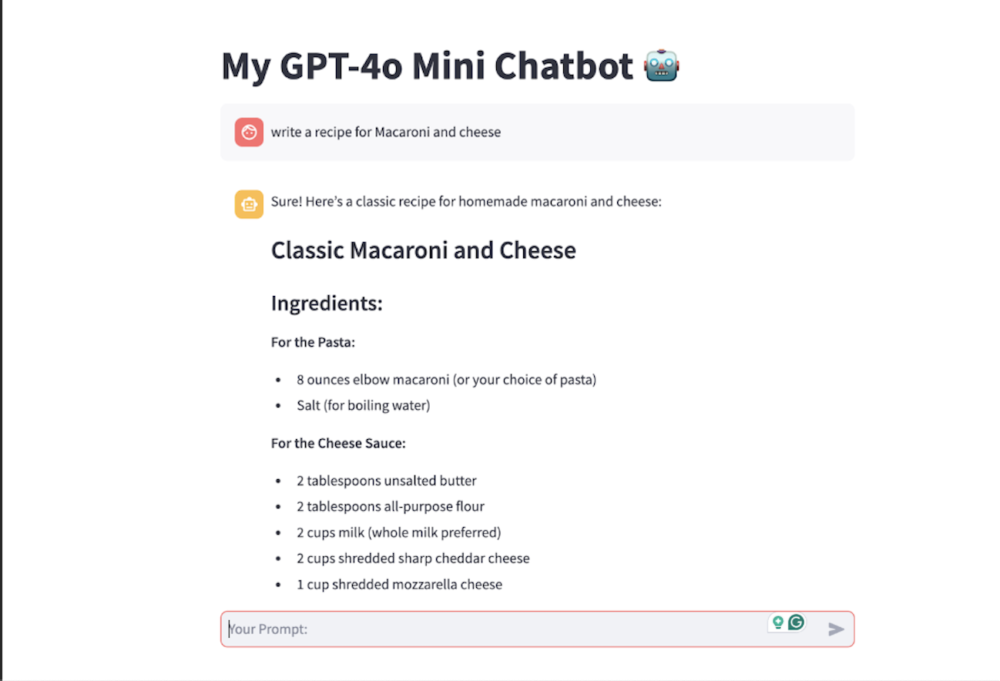 My GPT-4o Mini Chatbot 🤖
write a recipe for Macaroni and cheese
Sure! Here’s a classic recipe for homemade macaroni and cheese:
Classic Macaroni and Cheese
Ingredients:
For the Pasta:
• 8 ounces elbow macaroni (or your choice of pasta)
• Salt (for boiling water)
For the Cheese Sauce:
• 2 tablespoons unsalted butter
• 2 tablespoons all-purpose flour
• 2 cups milk (whole milk preferred)
• 2 cups shredded sharp cheddar cheese
• 1 cup shredded mozzarella cheese
Your Prompt: